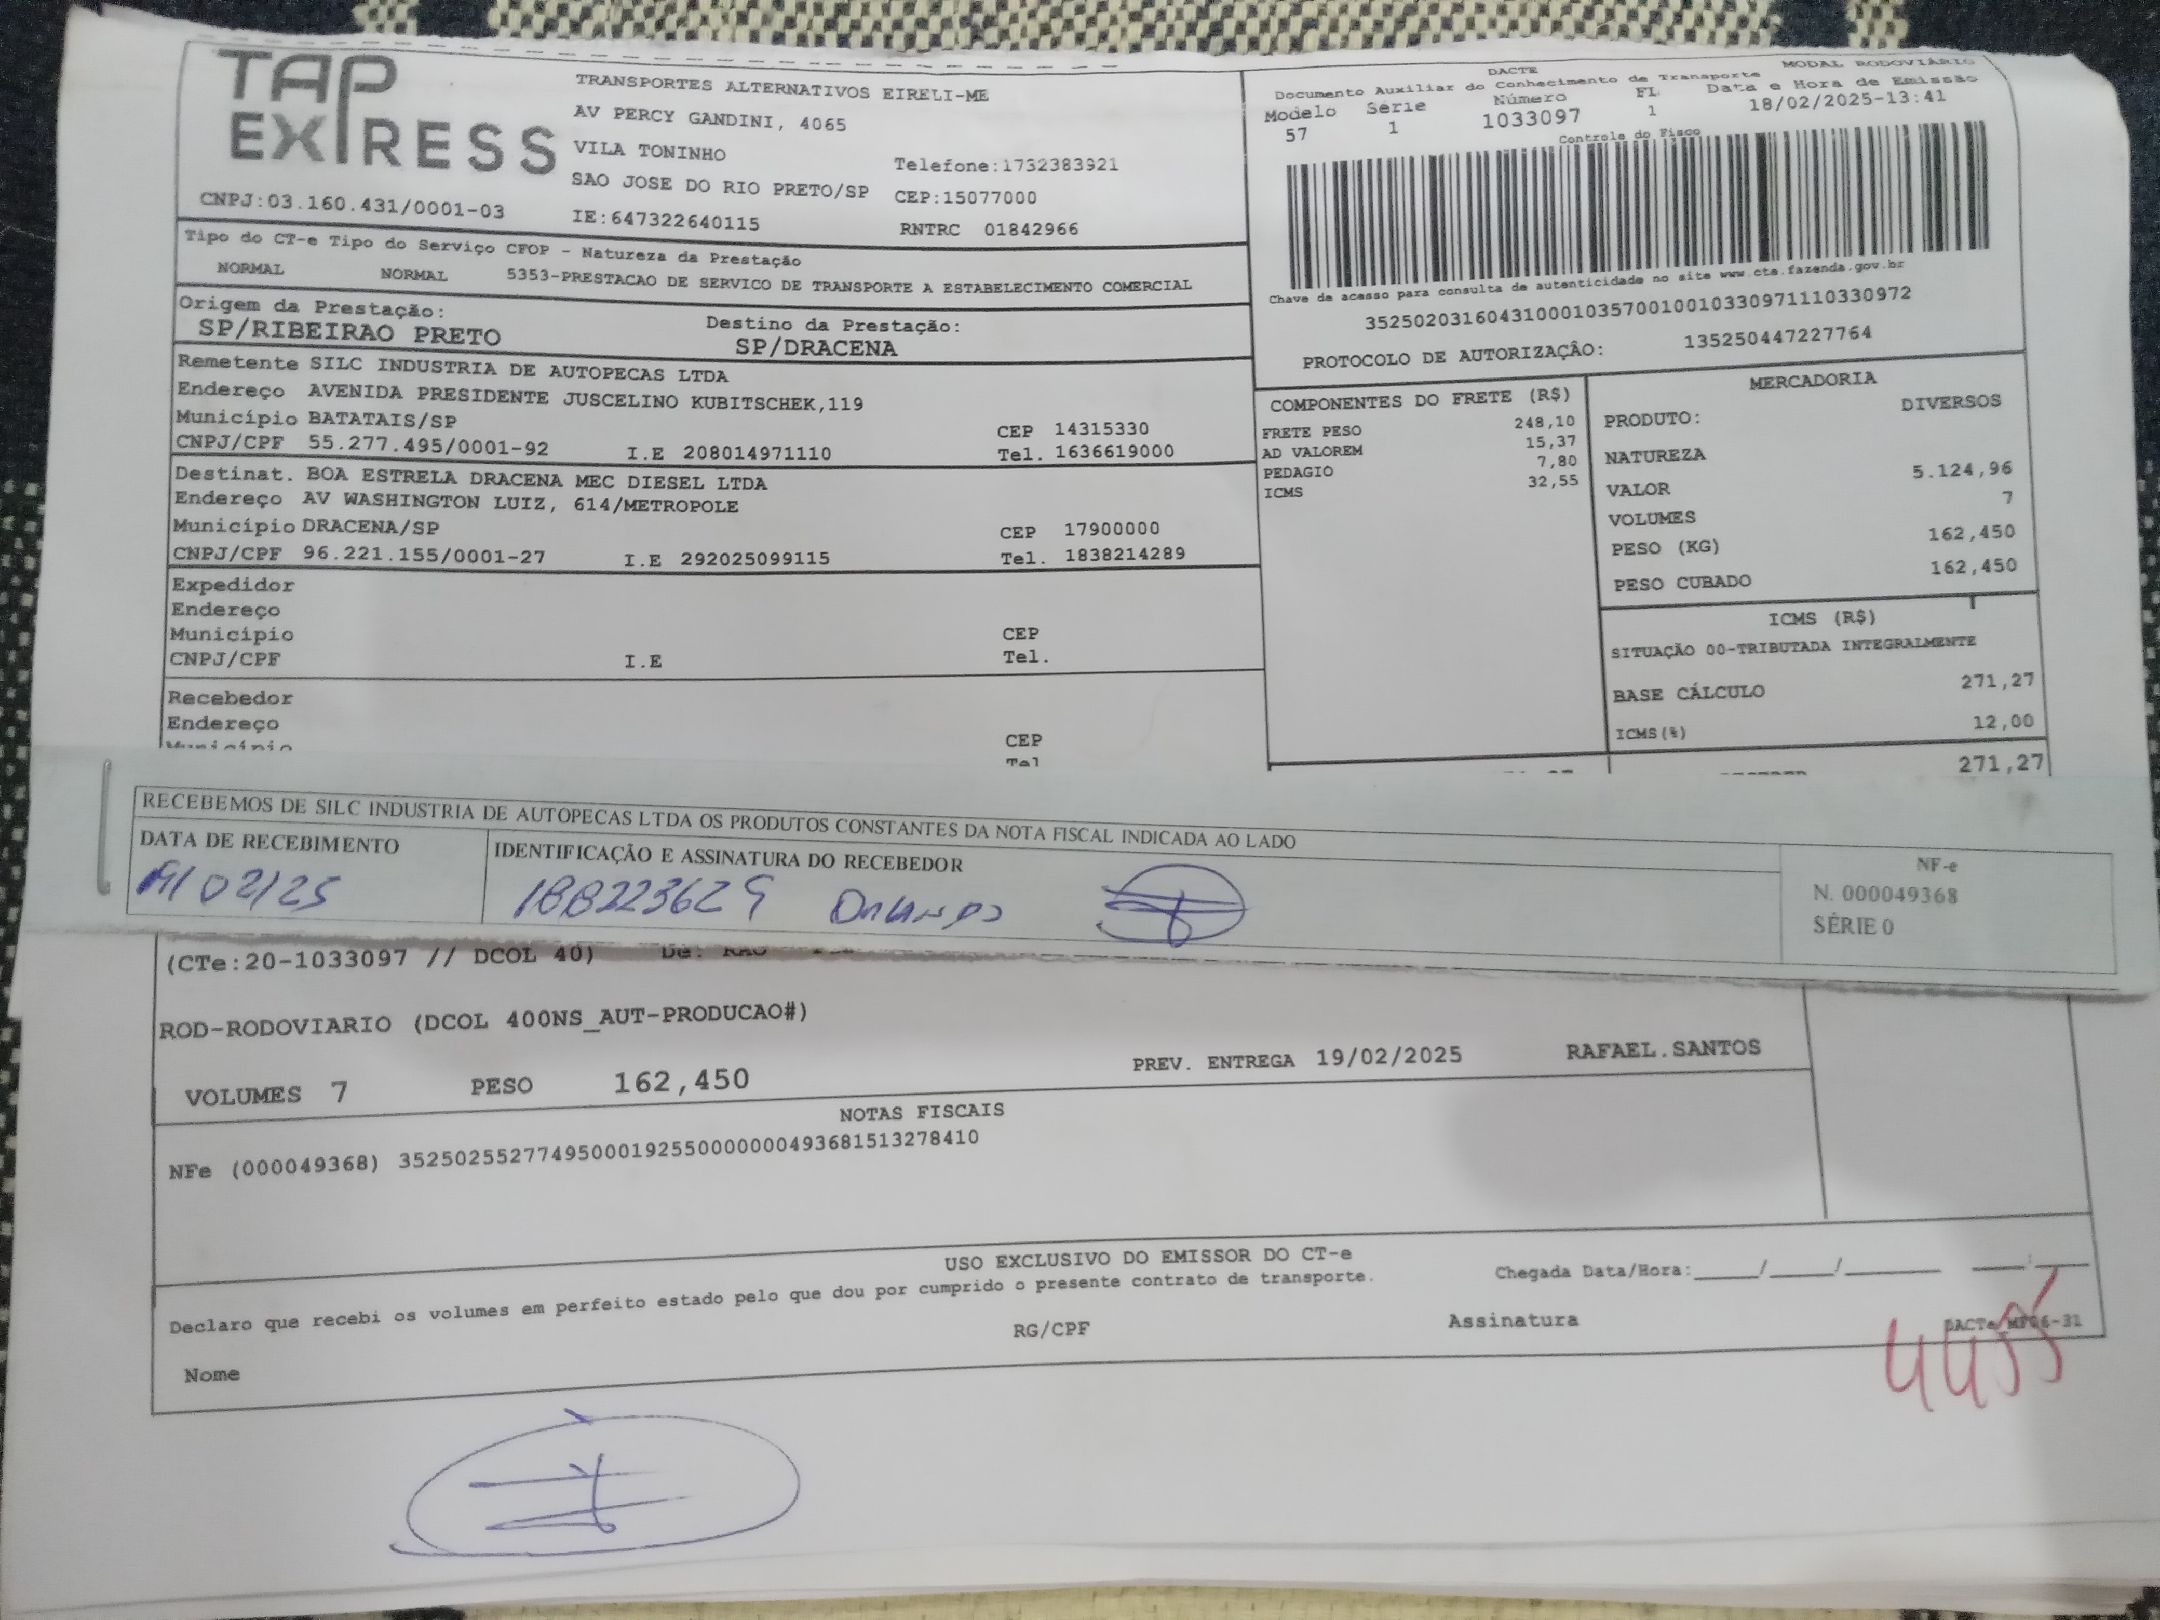 TAP
EXPRESS
CNPJ:03.160.431/0001-03
TRANSPORTES ALTERNATIVOS EIRELI-ME
AV PERCY GANDINI, 4065
VILA TONINHO
Telefone:1732383921
SAO JOSE DO RIO PRETO/SP CEP:15077000
IE:647322640115 RNTRC 01842966
DACTE MODAL RODOVIÁRIO
Documento Auxiliar do Conhecimento de Transporte
Modelo Série Número FL Data e Hora de Emissão
57 1 1033097 1 18/02/2025-13:41
Controle do Fisco
Chave de acesso para consulta de autenticidade no site www.cte.fazenda.gov.br
35250203160431000103570010010330971110330972
PROTOCOLO DE AUTORIZAÇÂO: 135250447227764
Tipo do CT-e Tipo do Serviço CFOP - Natureza da Prestação
NORMAL NORMAL 5353-PRESTACAO DE SERVICO DE TRANSPORTE A ESTABELECIMENTO COMERCIAL
Origem da Prestação: Destino da Prestação:
SP/RIBEIRAO PRETO SP/DRACENA
Remetente SILC INDUSTRIA DE AUTOPECAS LTDA
Endereço AVENIDA PRESIDENTE JUSCELINO KUBITSCHEK,119
Município BATATAIS/SP CEP 14315330
CNPJ/CPF 55.277.495/0001-92 I.E 208014971110 Tel. 1636619000
Destinat. BOA ESTRELA DRACENA MEC DIESEL LTDA
Endereço AV WASHINGTON LUIZ, 614/METROPOLE
Município DRACENA/SP CEP 17900000
CNPJ/CPF 96.221.155/0001-27 I.E 292025099115 Tel. 1838214289
Expedidor
Endereço
Município CEP
CNPJ/CPF I.E Tel.
Recebedor
Endereço
Município CEP
Tel
COMPONENTES DO FRETE (R$)
FRETE PESO 248,10
AD VALOREM 15,37
PEDAGIO 7,80
ICMS 32,55
MERCADORIA
PRODUTO: DIVERSOS
NATUREZA
VALOR 5.124,96
VOLUMES 7
PESO (KG) 162,450
PESO CUBADO 162,450
ICMS (R$)
SITUAÇÃO 00-TRIBUTADA INTEGRALMENTE
BASE CÁLCULO 271,27
ICMS(%) 12,00
271,27
RECEBEMOS DE SILC INDUSTRIA DE AUTOPECAS LTDA OS PRODUTOS CONSTANTES DA NOTA FISCAL INDICADA AO LADO
DATA DE RECEBIMENTO IDENTIFICAÇÃO E ASSINATURA DO RECEBEDOR
NF-e
N. 000049368
SÉRIE 0
188223629 Orlando
(CTe:20-1033097 // DCOL 40) De: RAO
ROD-RODOVIARIO (DCOL 400NS_AUT-PRODUCAO#)
VOLUMES 7 PESO 162,450 PREV. ENTREGA 19/02/2025 RAFAEL.SANTOS
NOTAS FISCAIS
NFe (000049368) 35250255277495000192550000000493681513278410
USO EXCLUSIVO DO EMISSOR DO CT-e
Declaro que recebi os volumes em perfeito estado pelo que dou por cumprido o presente contrato de transporte. Chegada Data/Hora:____/____/______ ___:___
Nome RG/CPF Assinatura
4455